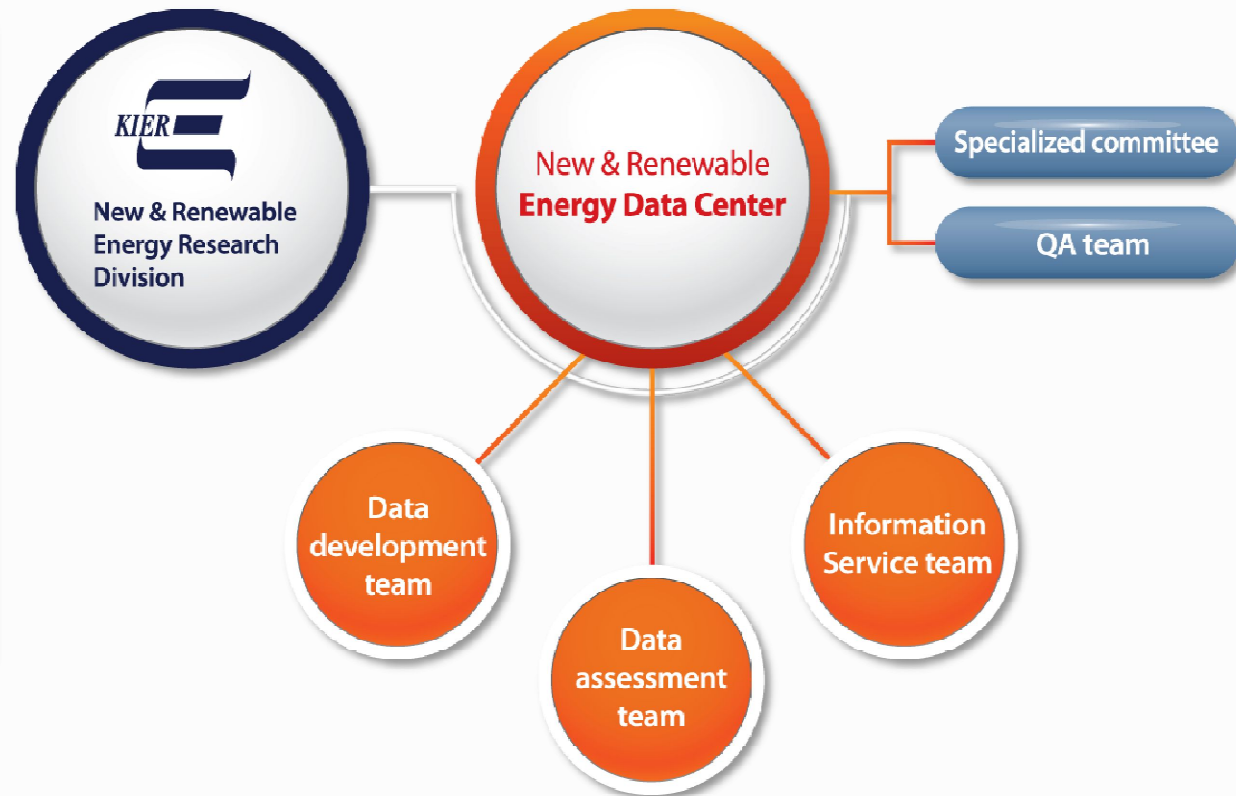 KIER
New & Renewable
Energy Research
Division
New & Renewable
Energy Data Center
Specialized committee
QA team
Data
development
team
Data
assessment
team
Information
Service team